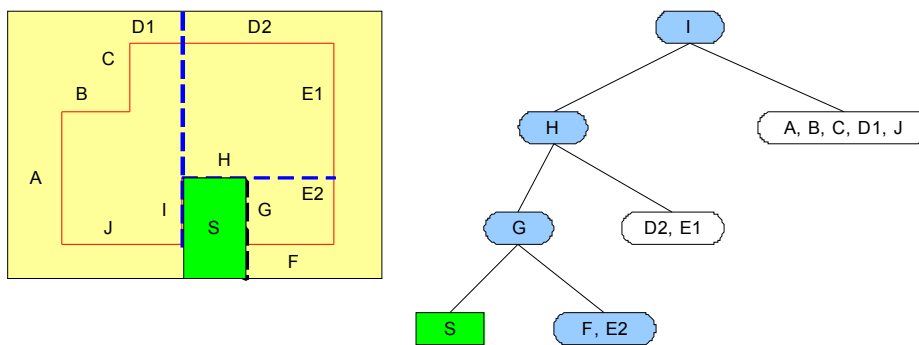 D1 D2
C
B E1
H
A E2
I S G
J
F
I
H A, B, C, D1, J
G D2, E1
S F, E2